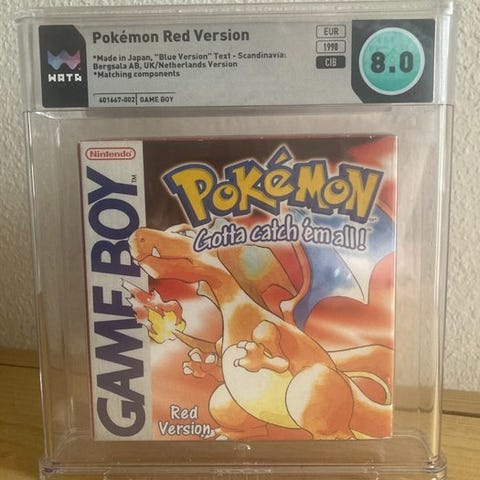 WATA
Pokémon Red Version
*Made in Japan, "Blue Version" Text - Scandinavia:
Bergsala AB, UK/Netherlands Version
*Matching components
601667-002 | GAME BOY
EUR
1998
CIB
8.0
Nintendo
GAME BOY™
POKéMON
Gotta catch 'em all!
Red
Version